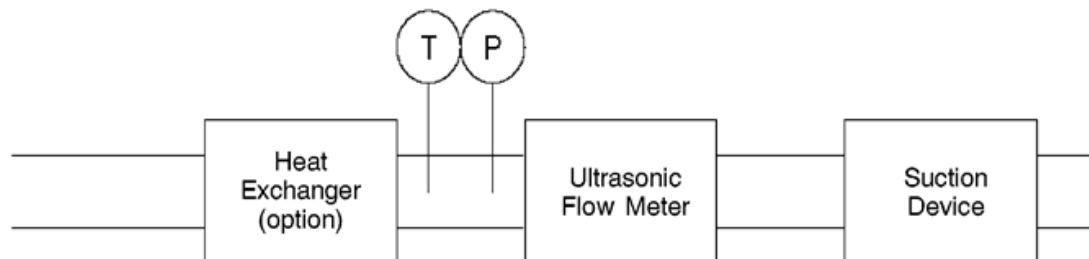 T P
Heat
Exchanger
(option)
Ultrasonic
Flow Meter
Suction
Device